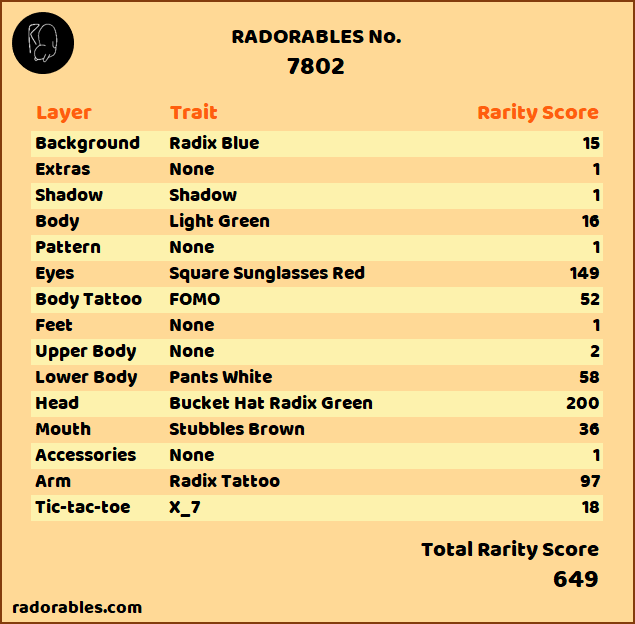 RADORABLES No.
7802
Layer Trait Rarity Score
Background Radix Blue 15
Extras None 1
Shadow Shadow 1
Body Light Green 16
Pattern None 1
Eyes Square Sunglasses Red 149
Body Tattoo FOMO 52
Feet None 1
Upper Body None 2
Lower Body Pants White 58
Head Bucket Hat Radix Green 200
Mouth Stubbles Brown 36
Accessories None 1
Arm Radix Tattoo 97
Tic-tac-toe X_7 18
Total Rarity Score
649
radorables.com